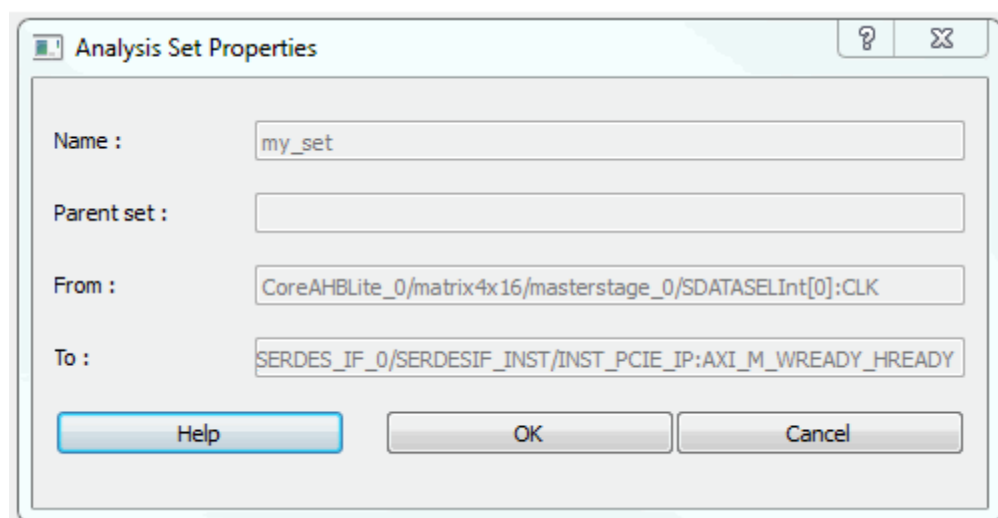 Analysis Set Properties
Name :
my_set
Parent set :
From :
CoreAHBLite_0/matrix4x16/masterstage_0/SDATASELInt[0]:CLK
To :
SERDES_IF_0/SERDESIF_INST/INST_PCIE_IP:AXI_M_WREADY_HREADY
Help
OK
Cancel